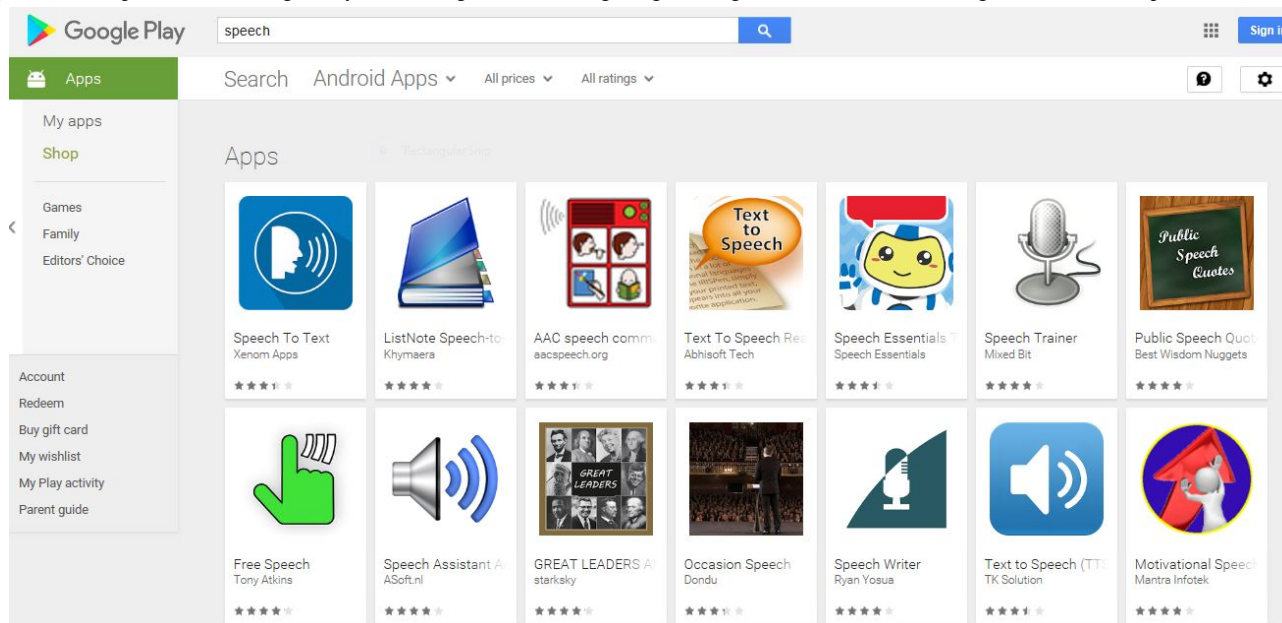 Google Play
speech
Sign i
Apps
Search Android Apps All prices All ratings
My apps
Shop
Games
Family
Editors' Choice
Account
Redeem
Buy gift card
My wishlist
My Play activity
Parent guide
Apps
Text
to
Speech
Public
Speech
Quotes
Speech To Text
Xenom Apps
ListNote Speech-to-
Khymaera
AAC speech comm
aacspeech.org
Text To Speech Rea
Abhisoft Tech
Speech Essentials T
Speech Essentials
Speech Trainer
Mixed Bit
Public Speech Quot
Best Wisdom Nuggets
GREAT
LEADERS
Free Speech
Tony Atkins
Speech Assistant A
ASoft.nl
GREAT LEADERS A
starksky
Occasion Speech
Dondu
Speech Writer
Ryan Yosua
Text to Speech (TTS
TK Solution
Motivational Speec
Mantra Infotek